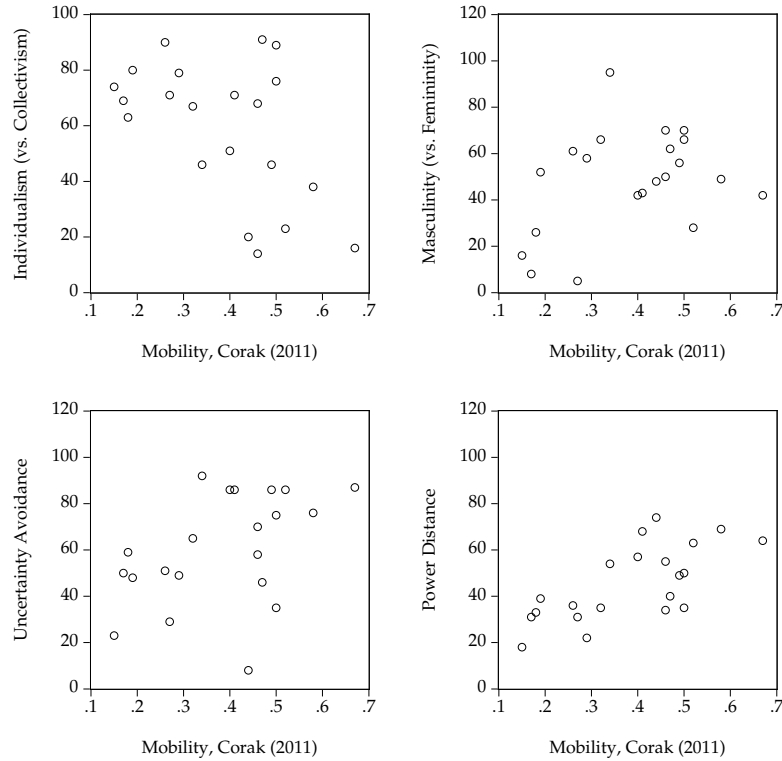 Individualism (vs. Collectivism)
100
80
60
40
20
0
.1 .2 .3 .4 .5 .6 .7
Mobility, Corak (2011)
Masculinity (vs. Femininity)
120
100
80
60
40
20
0
.1 .2 .3 .4 .5 .6 .7
Mobility, Corak (2011)
Uncertainty Avoidance
120
100
80
60
40
20
0
.1 .2 .3 .4 .5 .6 .7
Mobility, Corak (2011)
Power Distance
120
100
80
60
40
20
0
.1 .2 .3 .4 .5 .6 .7
Mobility, Corak (2011)